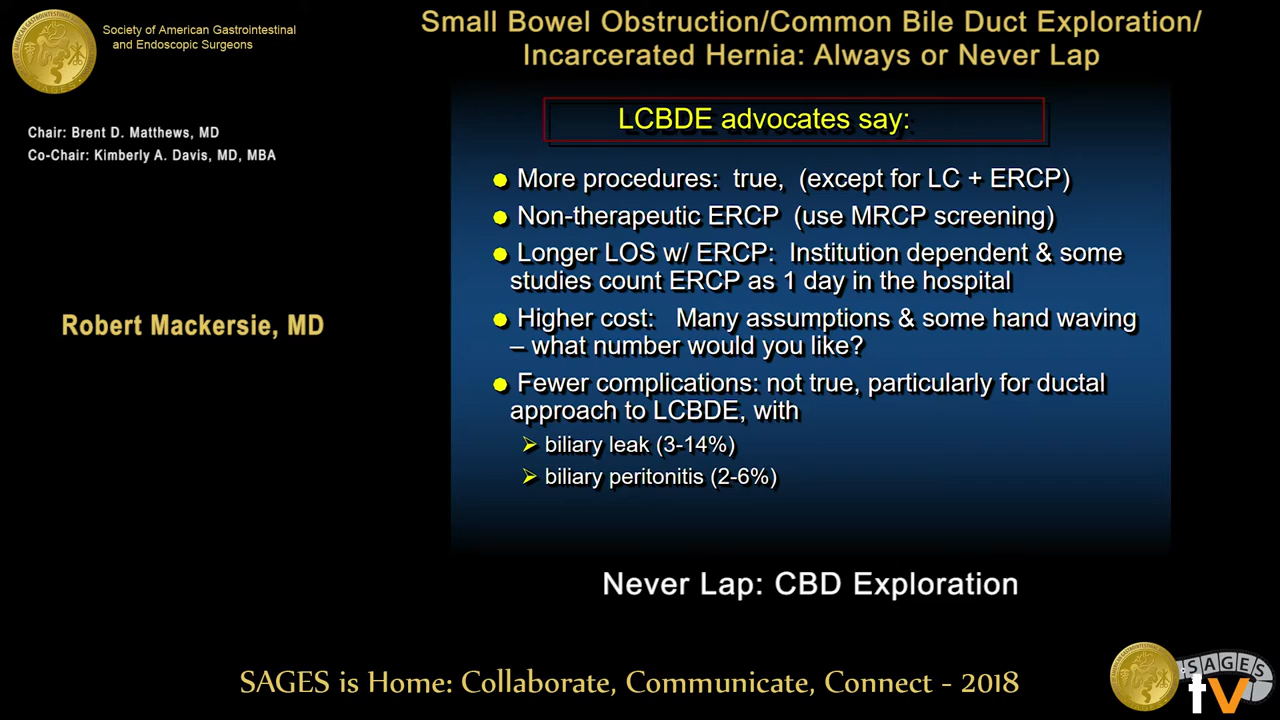 Society of American Gastrointestinal
and Endoscopic Surgeons
Small Bowel Obstruction/Common Bile Duct Exploration/
Incarcerated Hernia: Always or Never Lap
Chair: Brent D. Matthews, MD
Co-Chair: Kimberly A. Davis, MD, MBA
Robert Mackersie, MD
LCBDE advocates say:
More procedures: true, (except for LC + ERCP)
Non-therapeutic ERCP (use MRCP screening)
Longer LOS w/ ERCP: Institution dependent & some
studies count ERCP as 1 day in the hospital
Higher cost: Many assumptions & some hand waving
– what number would you like?
Fewer complications: not true, particularly for ductal
approach to LCBDE, with
biliary leak (3-14%)
biliary peritonitis (2-6%)
Never Lap: CBD Exploration
SAGES is Home: Collaborate, Communicate, Connect - 2018
SAGES
tv